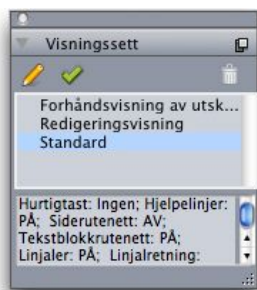 Visningssett
Forhåndsvisning av utsk...
Redigeringsvisning
Standard
Hurtigtast: Ingen; Hjelpelinjer:
PÅ; Siderutenett: AV;
Tekstblokkrutenett: PÅ;
Linjaler: PÅ; Linjalretning: